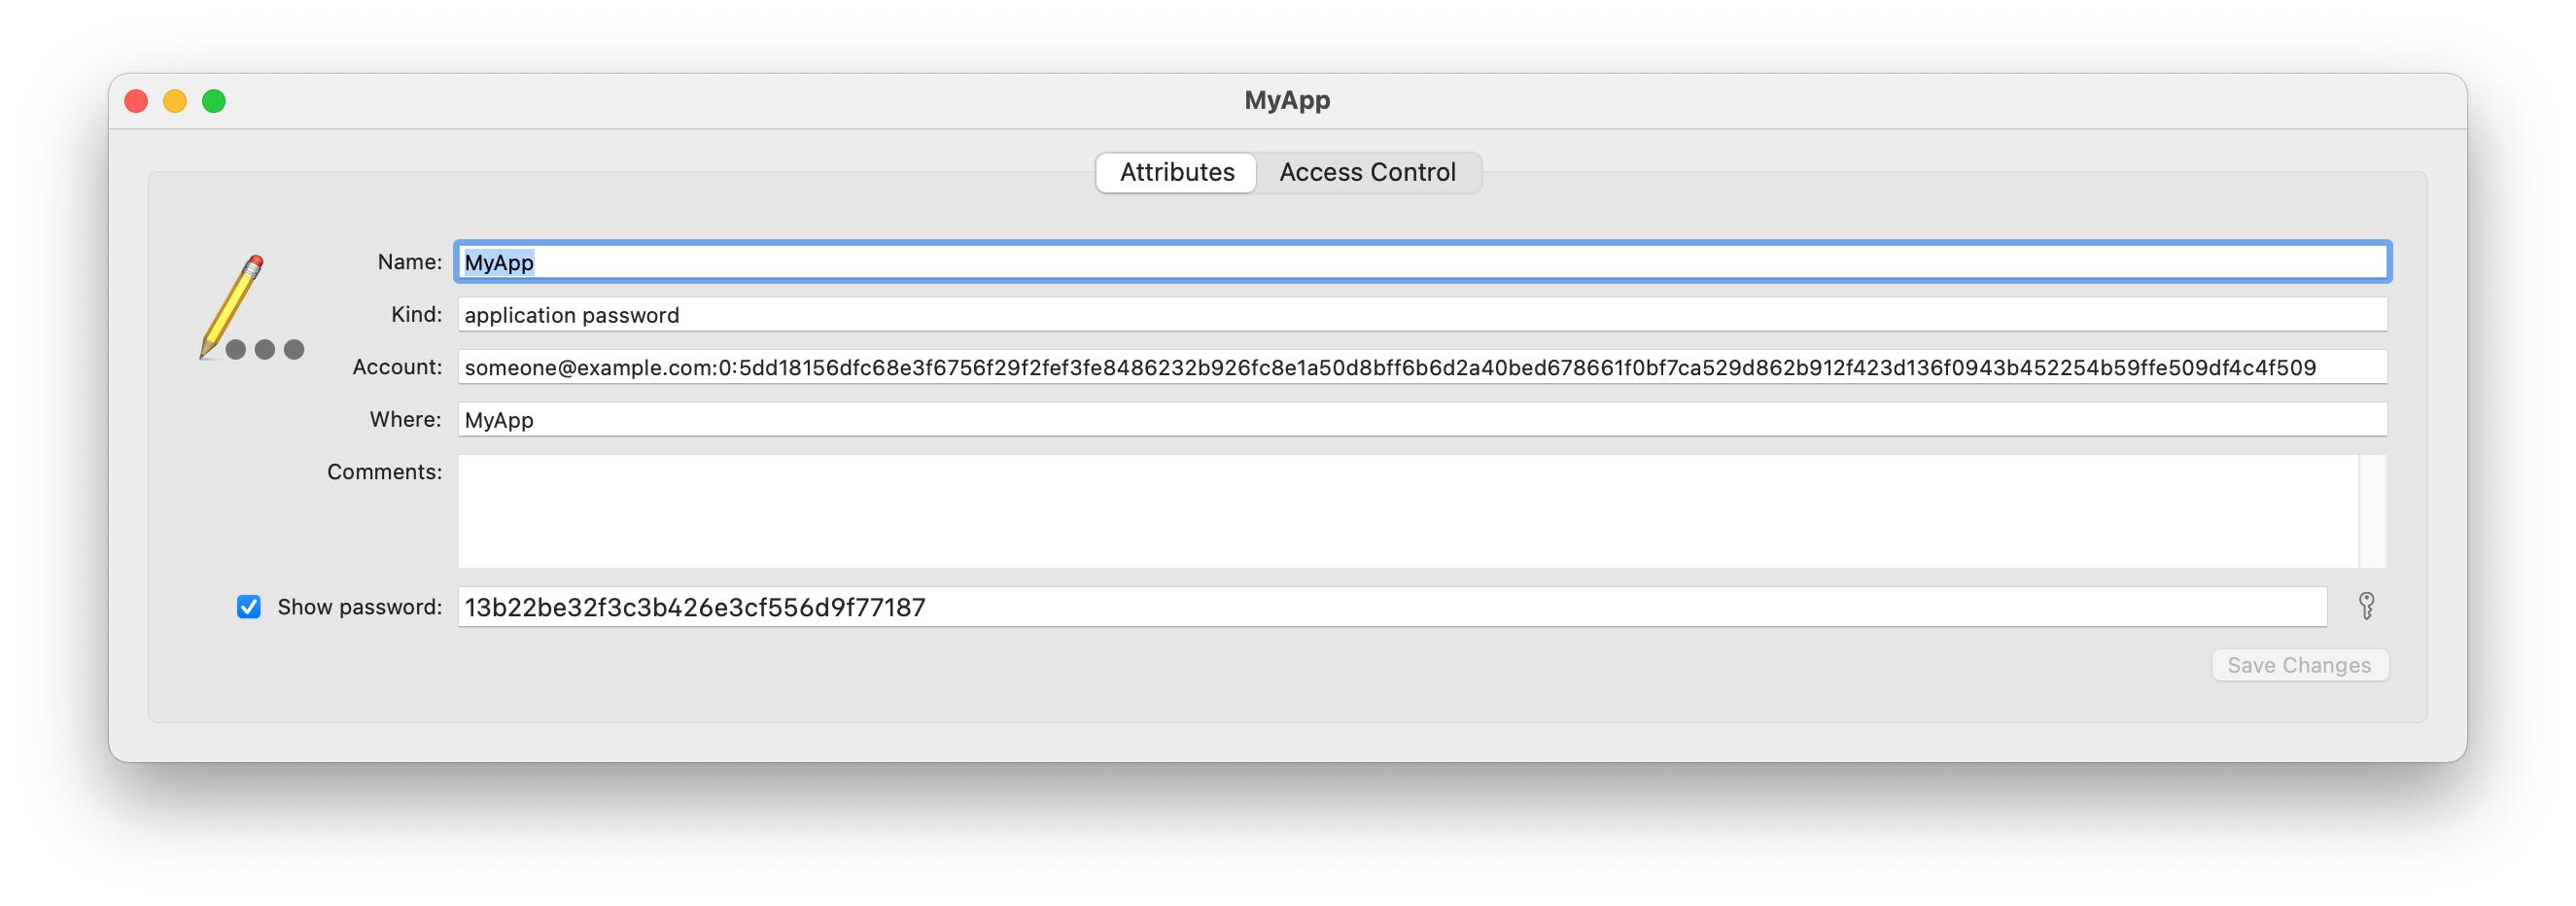 MyApp
Attributes Access Control
Name: MyApp
Kind: application password
Account: someone@example.com:0:5dd18156dfc68e3f6756f29f2fef3fe8486232b926fc8e1a50d8bff6b6d2a40bed678661f0bf7ca529d862b912f423d136f0943b452254b59ffe509df4c4f509
Where: MyApp
Comments:
Show password: 13b22be32f3c3b426e3cf556d9f77187
Save Changes